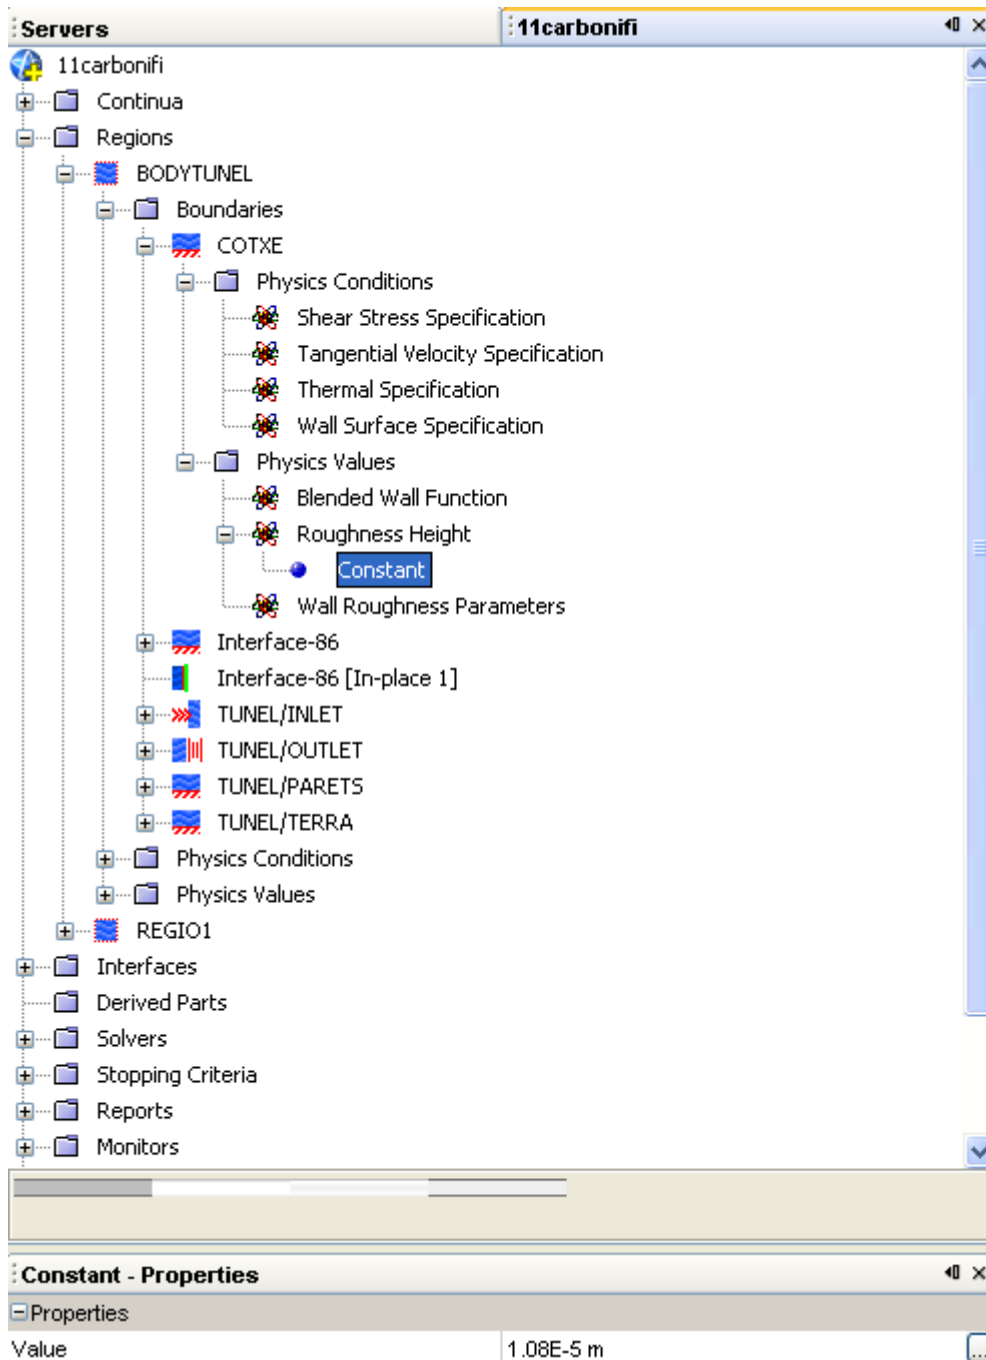 Servers
11carbonifi
11carbonifi
Continua
Regions
BODYTUNEL
Boundaries
COTXE
Physics Conditions
Shear Stress Specification
Tangential Velocity Specification
Thermal Specification
Wall Surface Specification
Physics Values
Blended Wall Function
Roughness Height
Constant
Wall Roughness Parameters
Interface-86
Interface-86 [In-place 1]
TUNEL/INLET
TUNEL/OUTLET
TUNEL/PARETS
TUNEL/TERRA
Physics Conditions
Physics Values
REGIO1
Interfaces
Derived Parts
Solvers
Stopping Criteria
Reports
Monitors
Constant - Properties
Properties
Value 1.08E-5 m ...